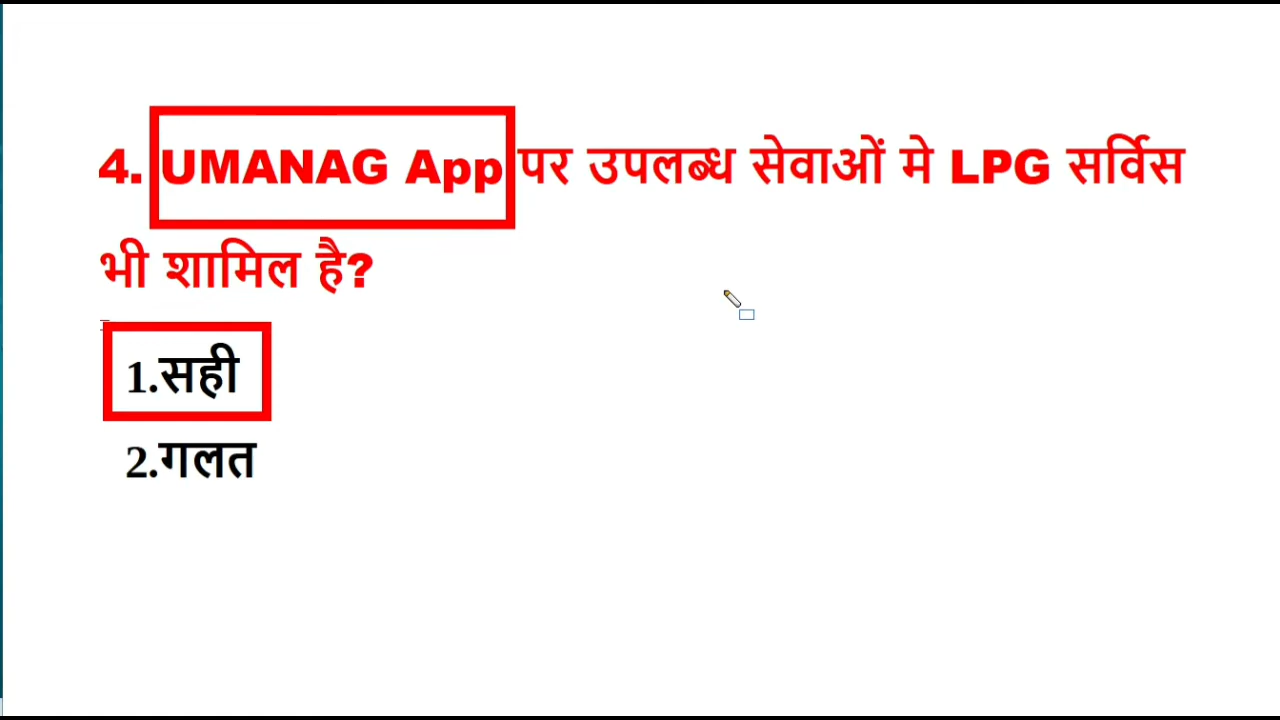 4. UMANAG App पर उपलब्ध सेवाओं मे LPG सर्विस
भी शामिल है?
1.सही
2.गलत